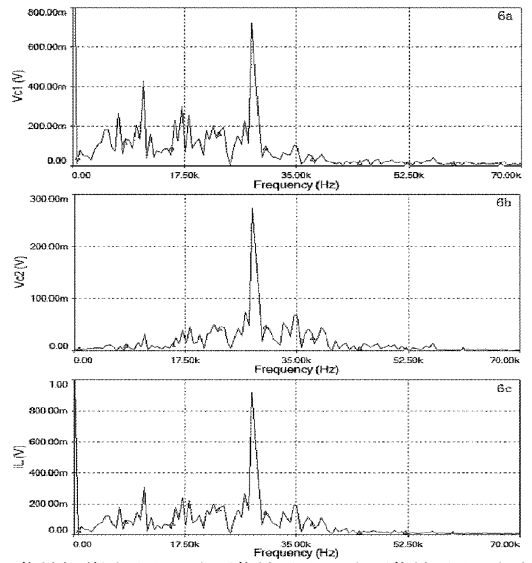 800.00m
6a
600.00m
Vc1 (V)
400.00m
200.00m
0.00
0.00 17.50k 35.00k 52.50k 70.00k
Frequency (Hz)
300.00m
6b
200.00m
Vc2 (V)
100.00m
0.00
0.00 17.50k 35.00k 52.50k 70.00k
Frequency (Hz)
1.00
6c
800.00m
600.00m
IL (V)
400.00m
200.00m
0.00
0.00 17.50k 35.00k 52.50k 70.00k
Frequency (Hz)